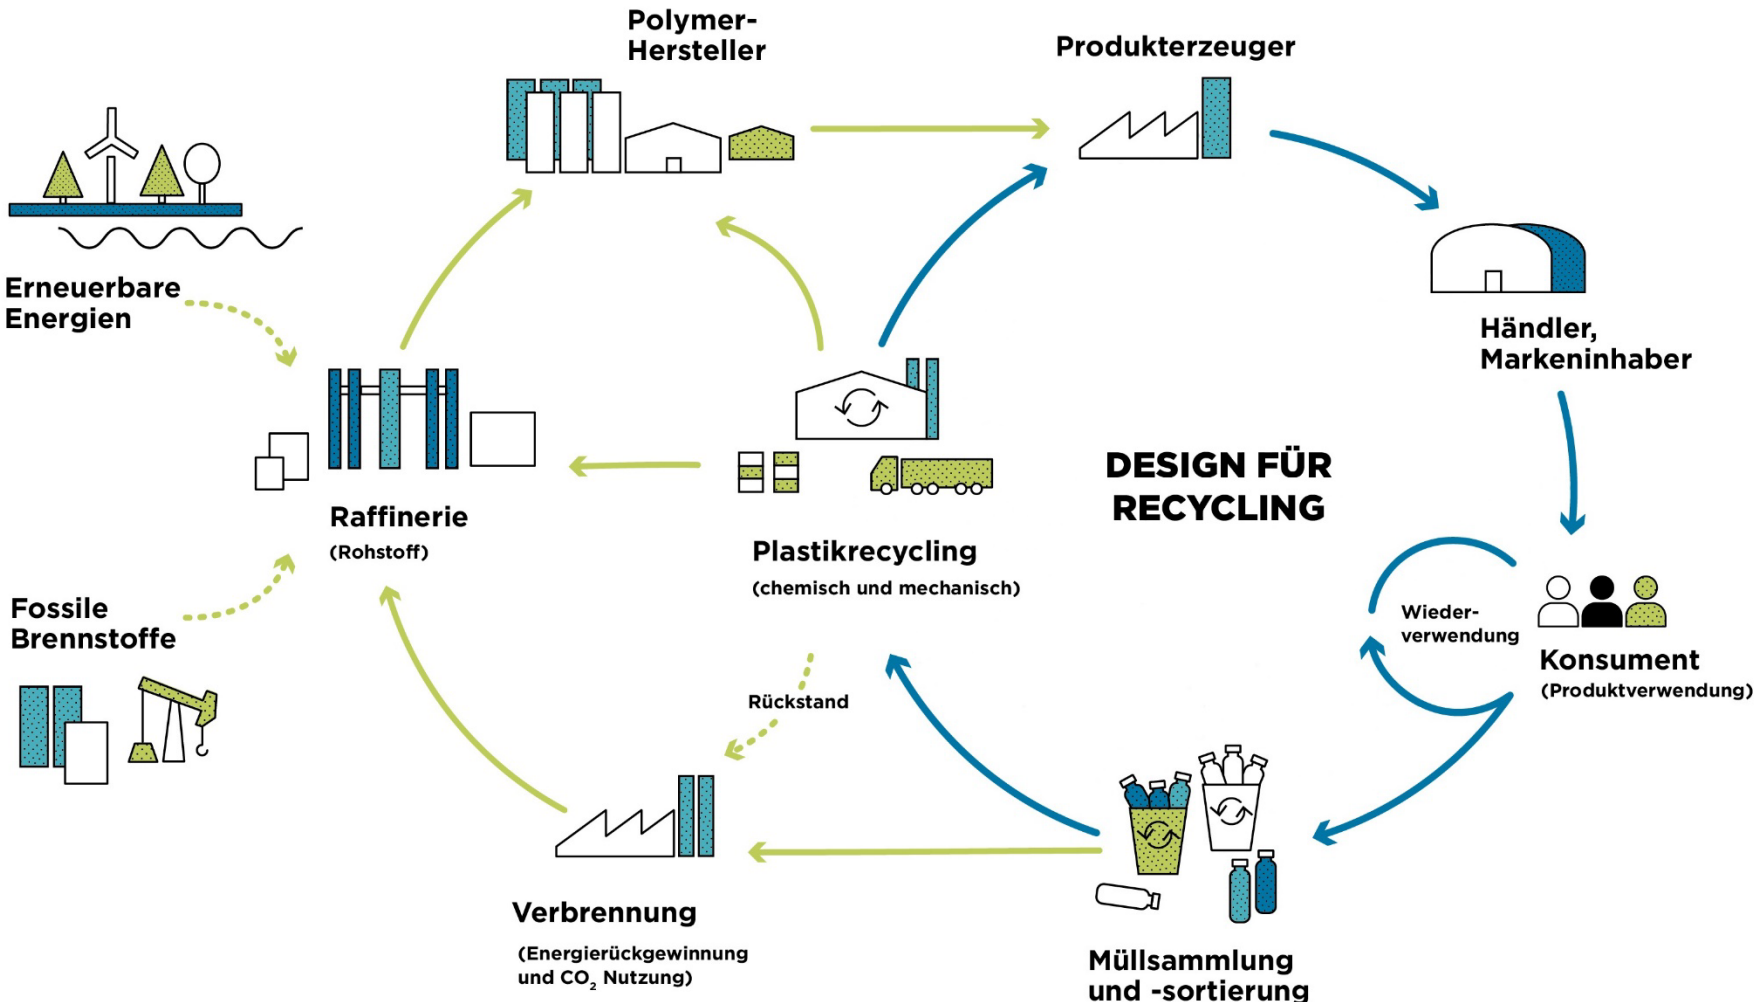 Polymer-
Hersteller
Produkterzeuger
Erneuerbare
Energien
Händler,
Markeninhaber
DESIGN FÜR
RECYCLING
Raffinerie
(Rohstoff)
Plastikrecycling
(chemisch und mechanisch)
Fossile
Brennstoffe
Wieder-
verwendung
Konsument
(Produktverwendung)
Rückstand
Verbrennung
(Energierückgewinnung
und CO₂ Nutzung)
Müllsammlung
und -sortierung